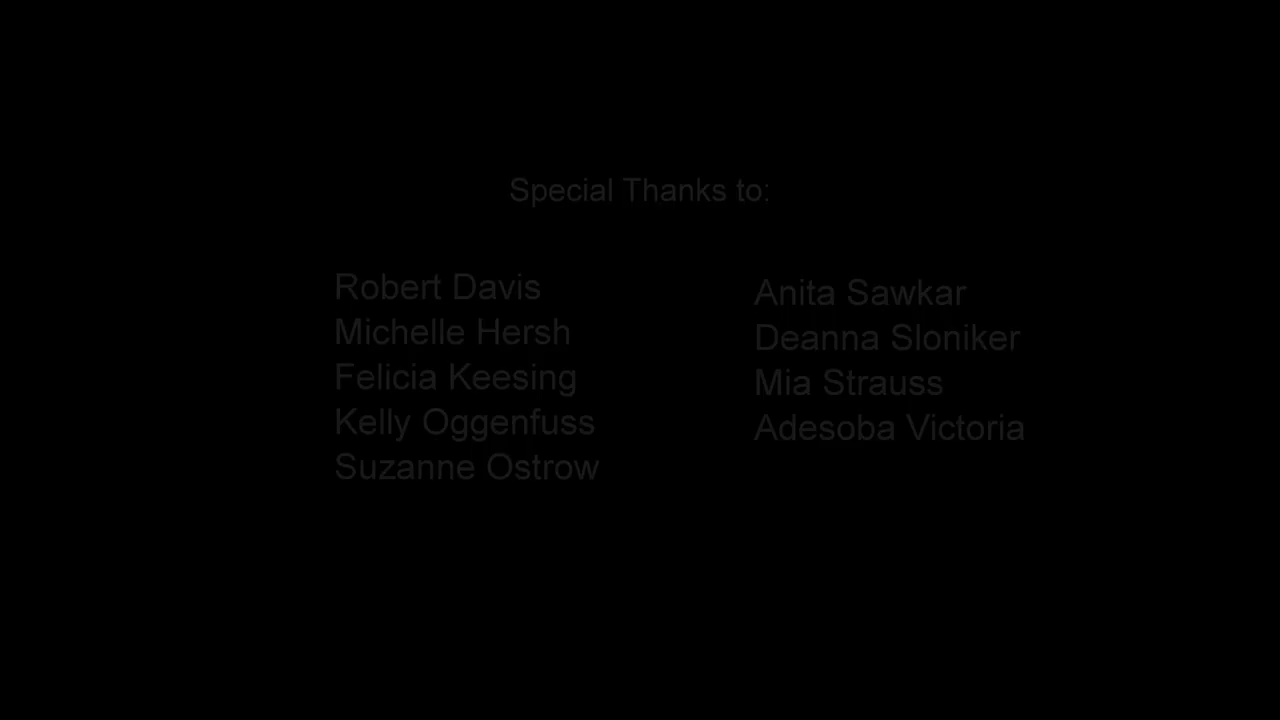 Special Thanks to:
Robert Davis
Michelle Hersh
Felicia Keesing
Kelly Oggenfuss
Suzanne Ostrow
Anita Sawkar
Deanna Sloniker
Mia Strauss
Adesoba Victoria